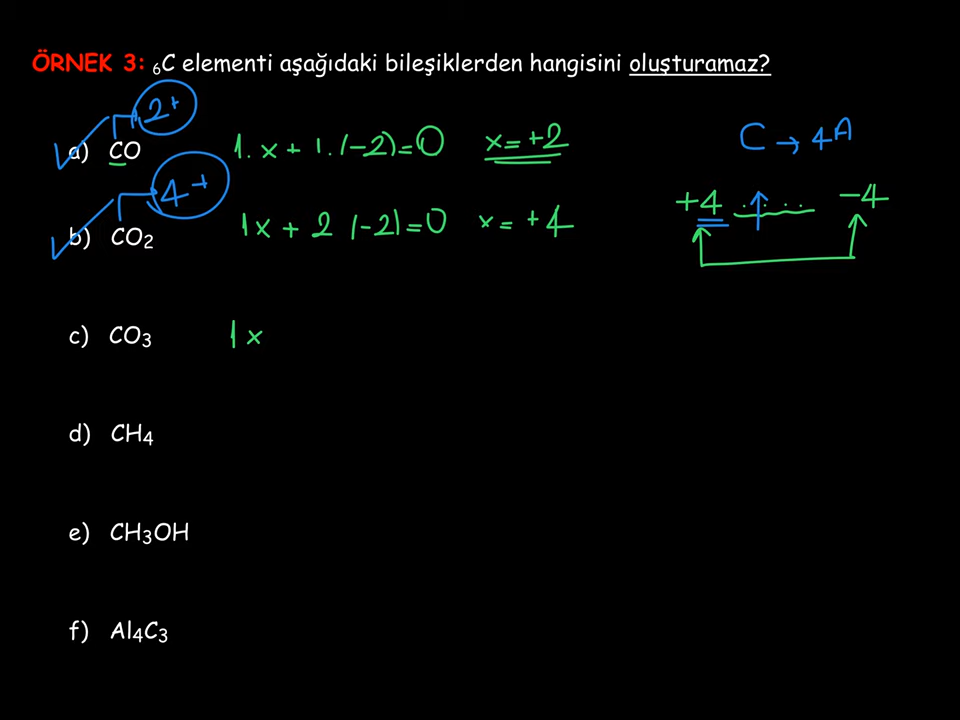 ÖRNEK 3: ₆C elementi aşağıdaki bileşiklerden hangisini oluşturamaz?
2+
a) CO 1. x + 1. (-2) = 0 x = +2 C → 4A
4+ +4 .... -4
b) CO₂ 1x + 2 (-2) = 0 x = +4
c) CO₃ 1x
d) CH₄
e) CH₃OH
f) Al₄C₃